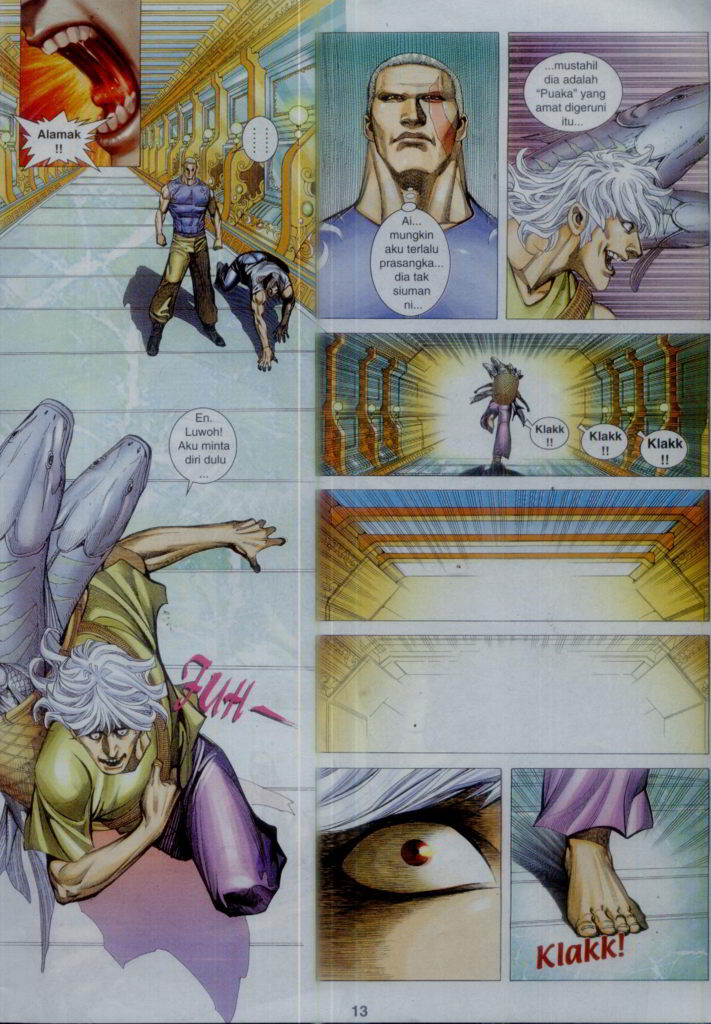 Alamak
!!
......
Ai...
mungkin
aku terlalu
prasangka...
dia tak
siuman
ni...
...mustahil
dia adalah
“Puaka” yang
amat digeruni
itu...
En.
Luwoh!
Aku minta
diri dulu
...
FUH-
Klakk
!!
Klakk
!!
Klakk
!!
Klakk!
13